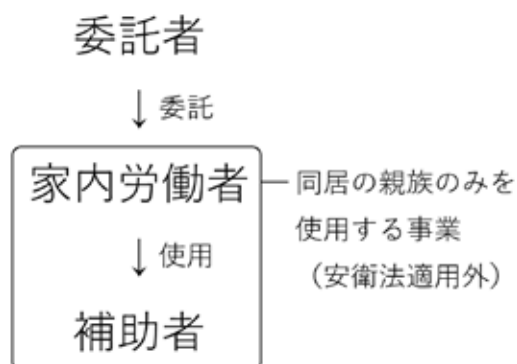 委託者
↓委託
家内労働者
同居の親族のみを
使用する事業
（安衛法適用外）
↓使用
補助者